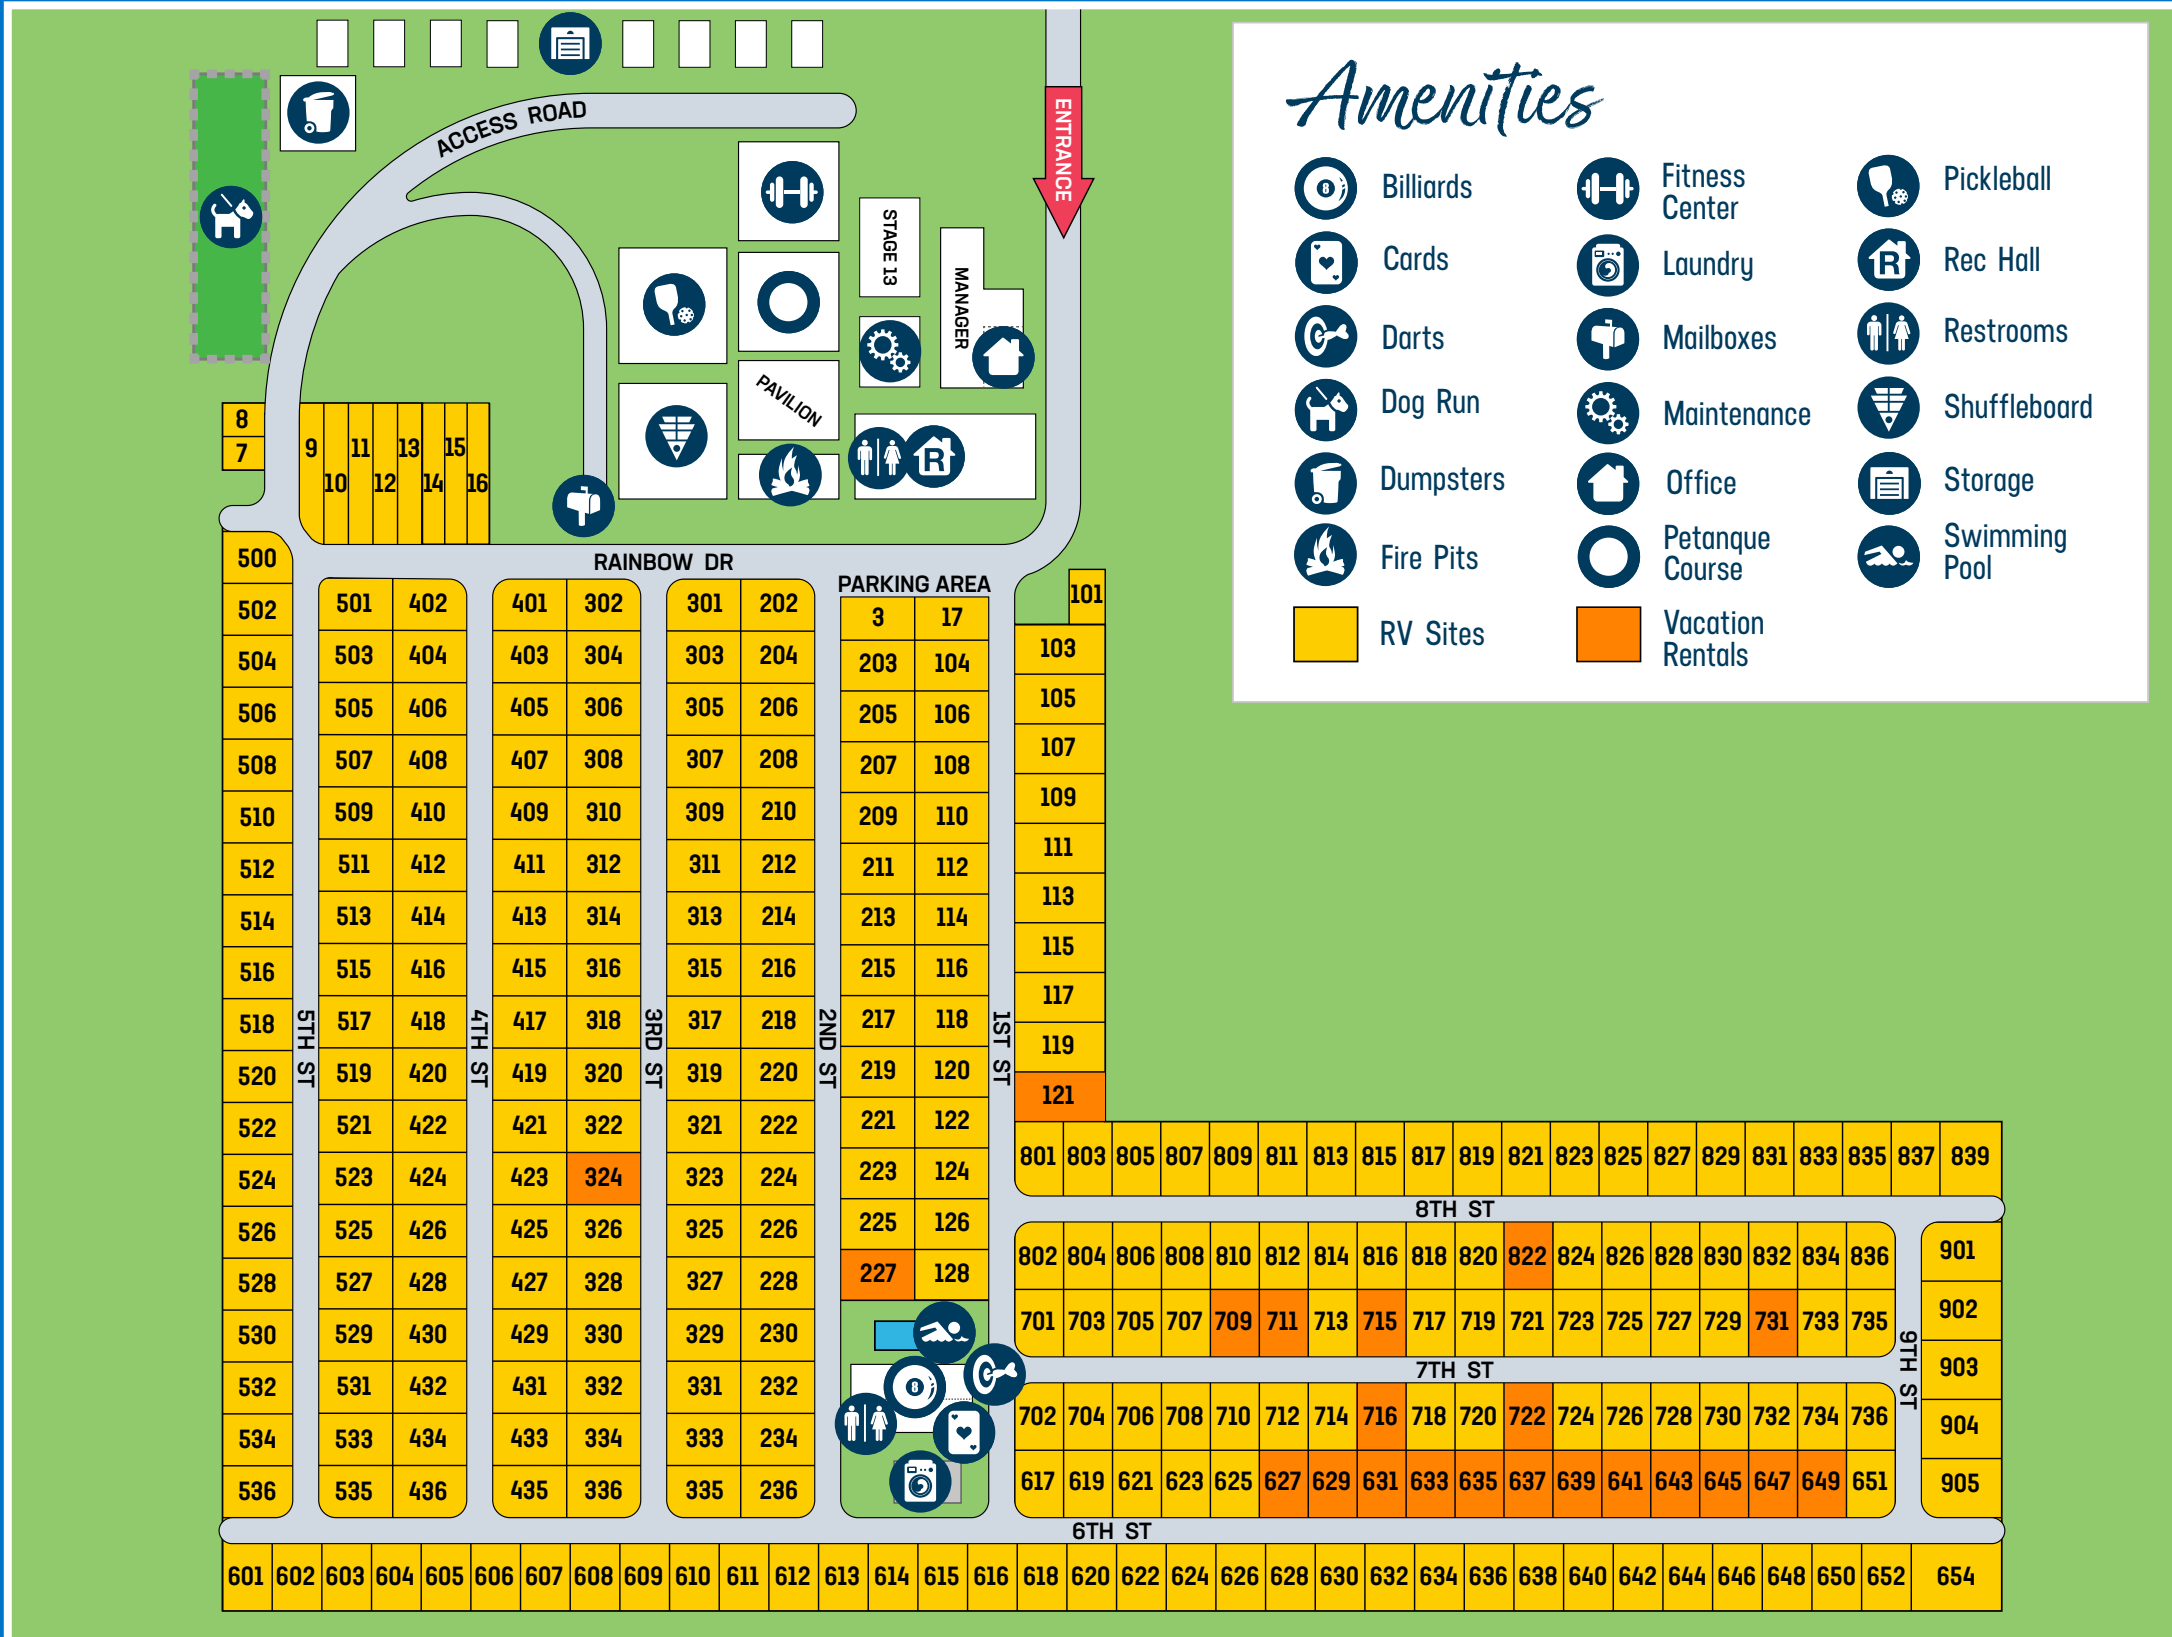 Amenities
Billiards
Fitness
Center
Pickleball
Cards
Laundry
Rec Hall
Darts
Mailboxes
Restrooms
Dog Run
Maintenance
Shuffleboard
Dumpsters
Office
Storage
Fire Pits
Petanque
Course
Swimming
Pool
RV Sites
Vacation
Rentals
ENTRANCE
ACCESS ROAD
STAGE 13
MANAGER
PAVILION
R
R
8
8
8
7
9 11 13 15
10 12 14 16
RAINBOW DR
PARKING AREA
5TH ST
4TH ST
3RD ST
2ND ST
1ST ST
500
502
504
506
508
510
512
514
516
518
520
522
524
526
528
530
532
534
536
501 402
503 404
505 406
507 408
509 410
511 412
513 414
515 416
517 418
519 420
521 422
523 424
525 426
527 428
529 430
531 432
533 434
535 436
401 302
403 304
405 306
407 308
409 310
411 312
413 314
415 316
417 318
419 320
421 322
423 324
425 326
427 328
429 330
431 332
433 334
435 336
301 202
303 204
305 206
307 208
309 210
311 212
313 214
315 216
317 218
319 220
321 222
323 224
325 226
327 228
329 230
331 232
333 234
335 236
3 17
203 104
205 106
207 108
209 110
211 112
213 114
215 116
217 118
219 120
221 122
223 124
225 126
227 128
101
103
105
107
109
111
113
115
117
119
121
801 803 805 807 809 811 813 815 817 819 821 823 825 827 829 831 833 835 837 839
8TH ST
802 804 806 808 810 812 814 816 818 820 822 824 826 828 830 832 834 836
701 703 705 707 709 711 713 715 717 719 721 723 725 727 729 731 733 735
7TH ST
702 704 706 708 710 712 714 716 718 720 722 724 726 728 730 732 734 736
617 619 621 623 625 627 629 631 633 635 637 639 641 643 645 647 649 651
9TH ST
901
902
903
904
905
6TH ST
601 602 603 604 605 606 607 608 609 610 611 612 613 614 615 616 618 620 622 624 626 628 630 632 634 636 638 640 642 644 646 648 650 652 654